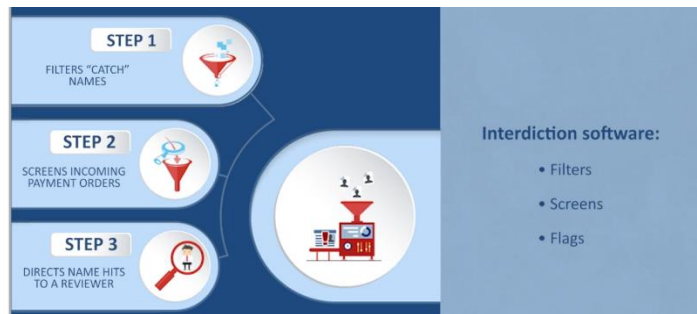 STEP 1
FILTERS “CATCH”
NAMES
STEP 2
SCREENS INCOMING
PAYMENT ORDERS
STEP 3
DIRECTS NAME HITS
TO A REVIEWER
Interdiction software:
• Filters
• Screens
• Flags